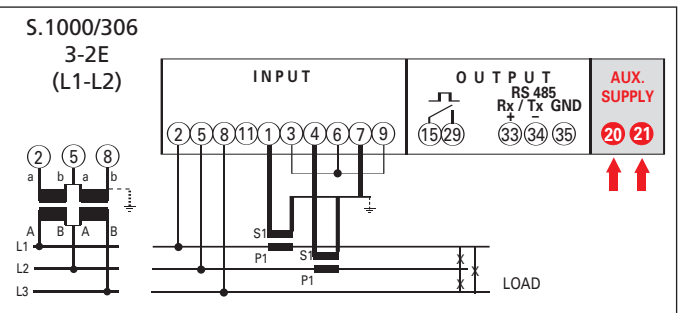 S.1000/306
3-2E
(L1-L2)
INPUT
OUTPUT
RS 485
Rx / Tx GND
+ −
AUX.
SUPPLY
2 5 8 11 1 3 4 6 7 9
15 29
33 34 35
20 21
2 5 8
a b a b
A B A B
L1
L2
L3
S1
P1
S1
P1
X
X
X
LOAD